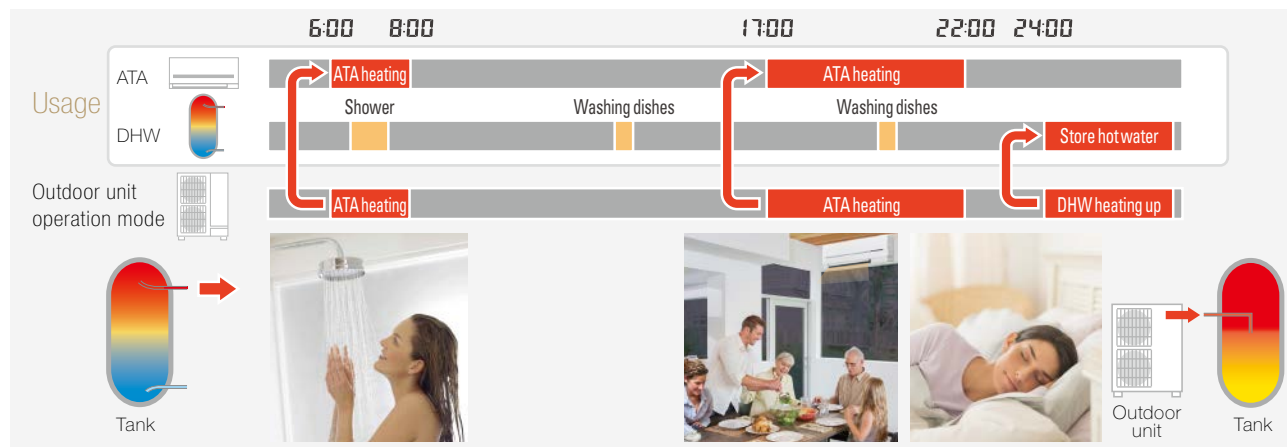 6:00 8:00 17:00 22:00 24:00
Usage
ATA
ATA heating ATA heating
Shower Washing dishes Washing dishes
DHW
Store hot water
Outdoor unit
operation mode
ATA heating ATA heating DHW heating up
Tank
Outdoor
unit
Tank